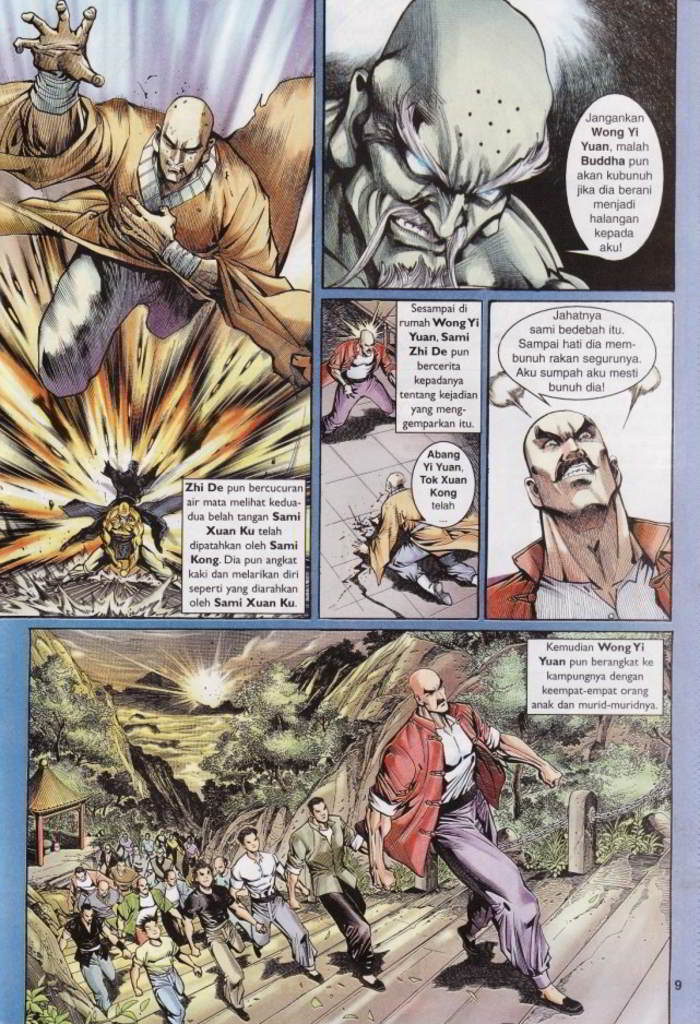 Zhi De pun bercucuran
air mata melihat kedua-
dua belah tangan Sami
Xuan Ku telah
dipatahkan oleh Sami
Kong. Dia pun angkat
kaki dan melarikan diri
seperti yang diarahkan
oleh Sami Xuan Ku.
Jangankan
Wong Yi
Yuan, malah
Buddha pun
akan kubunuh
jika dia berani
menjadi
halangan
kepada
aku!
Sesampai di
rumah Wong Yi
Yuan, Sami
Zhi De pun
bercerita
kepadanya
tentang kejadian
yang meng-
gemparkan itu.
Abang
Yi Yuan,
Tok Xuan
Kong
telah
...
Jahatnya
sami bedebah itu.
Sampai hati dia mem-
bunuh rakan segurunya.
Aku sumpah aku mesti
bunuh dia!
Kemudian Wong Yi
Yuan pun berangkat ke
kampungnya dengan
keempat-empat orang
anak dan murid-muridnya.
9